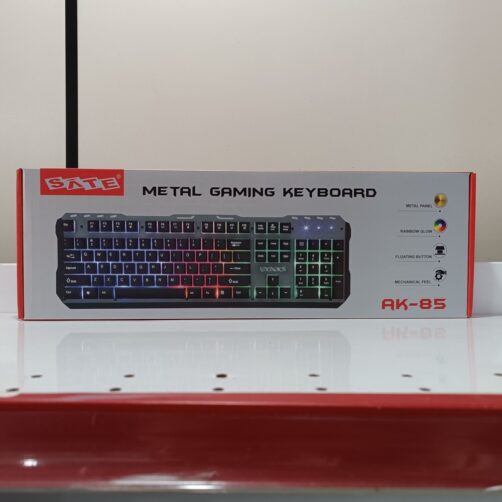 SATE®
METAL GAMING KEYBOARD
METAL PANEL
RAINBOW GLOW
FLOATING BUTTON
MECHANICAL FEEL
AK-85